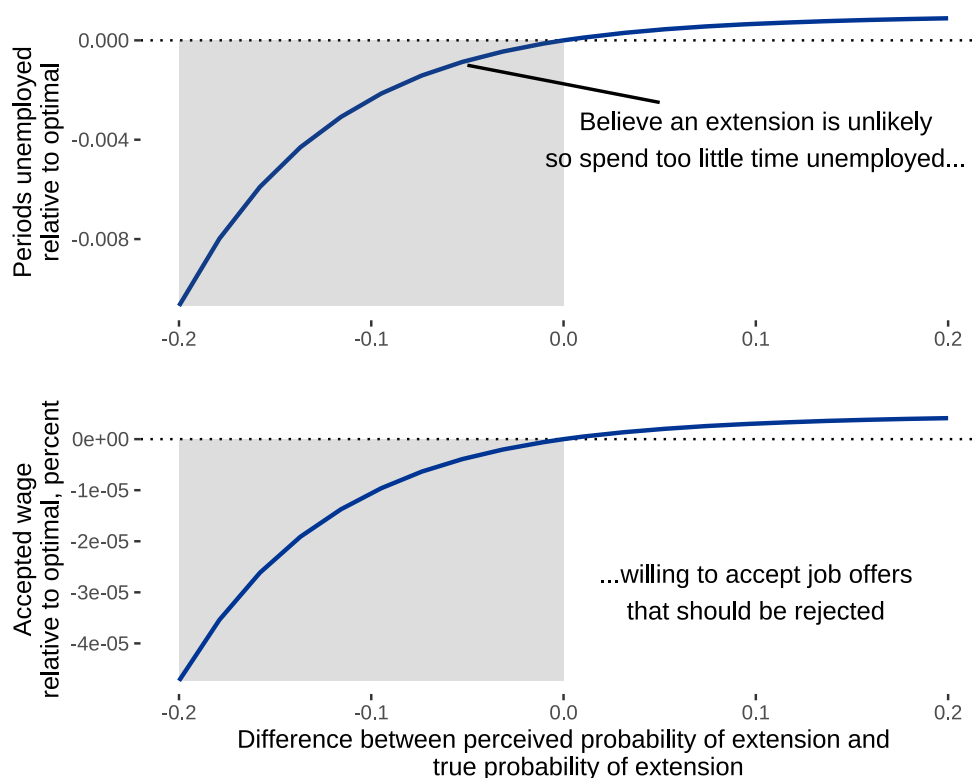 Periods unemployed
relative to optimal
0.000
-0.004
-0.008
Believe an extension is unlikely
so spend too little time unemployed...
-0.2
-0.1
0.0
0.1
0.2
Accepted wage
relative to optimal, percent
0e+00
-1e-05
-2e-05
-3e-05
-4e-05
...willing to accept job offers
that should be rejected
-0.2
-0.1
0.0
0.1
0.2
Difference between perceived probability of extension and
true probability of extension